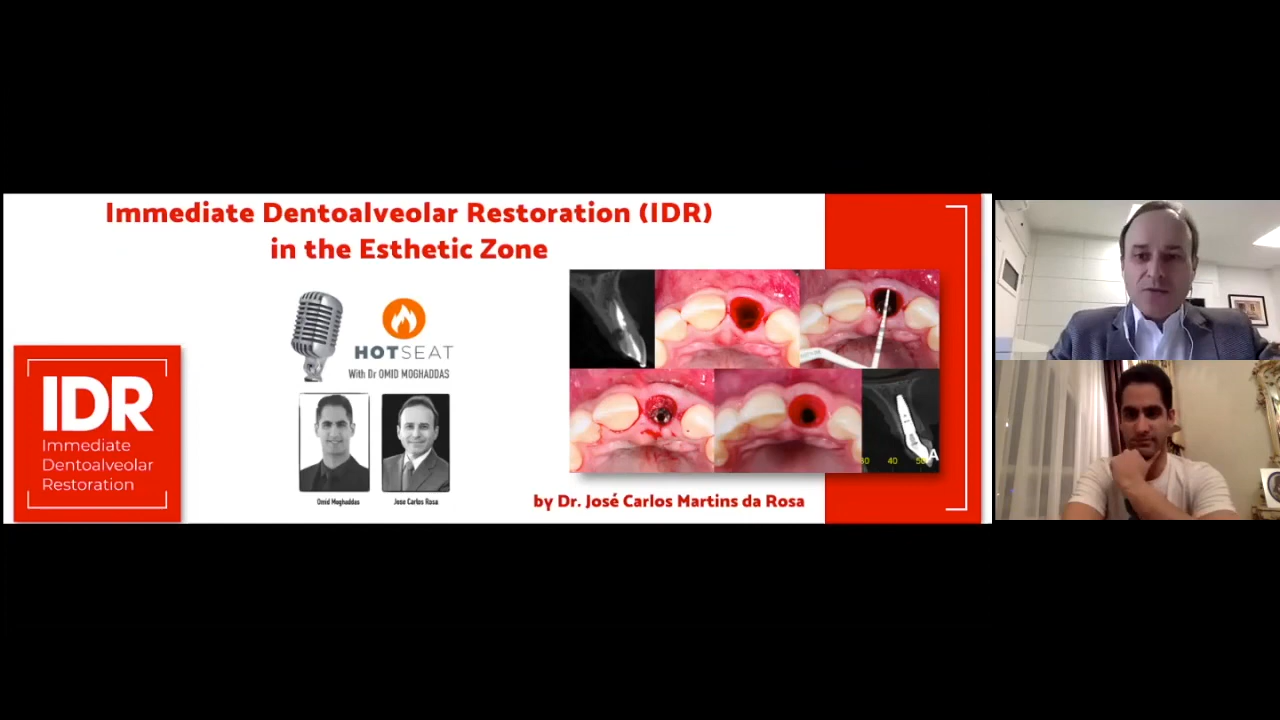 Immediate Dentoalveolar Restoration (IDR)
in the Esthetic Zone
HOTSEAT
With Dr OMID MOGHADDAS
IDR
Immediate
Dentoalveolar
Restoration
Omid Moghaddas
Jose Carlos Rosa
40
A
by Dr. José Carlos Martins da Rosa